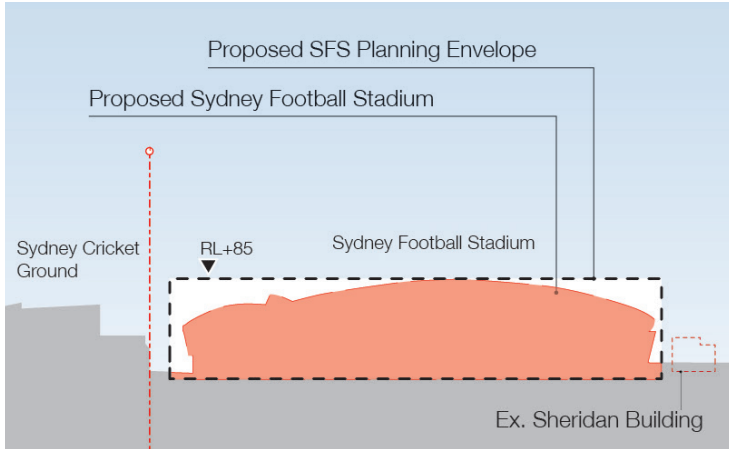 Proposed SFS Planning Envelope
Proposed Sydney Football Stadium
Sydney Cricket
Ground
RL+85
Sydney Football Stadium
Ex. Sheridan Building